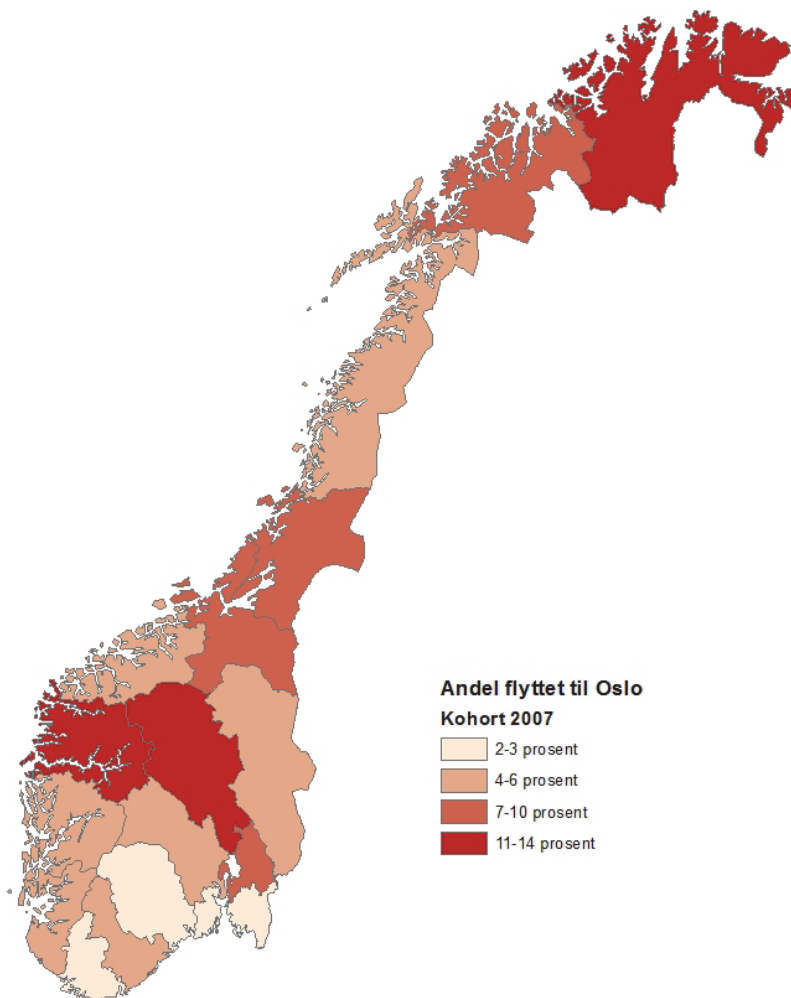 Andel flyttet til Oslo
Kohort 2007
2-3 prosent
4-6 prosent
7-10 prosent
11-14 prosent